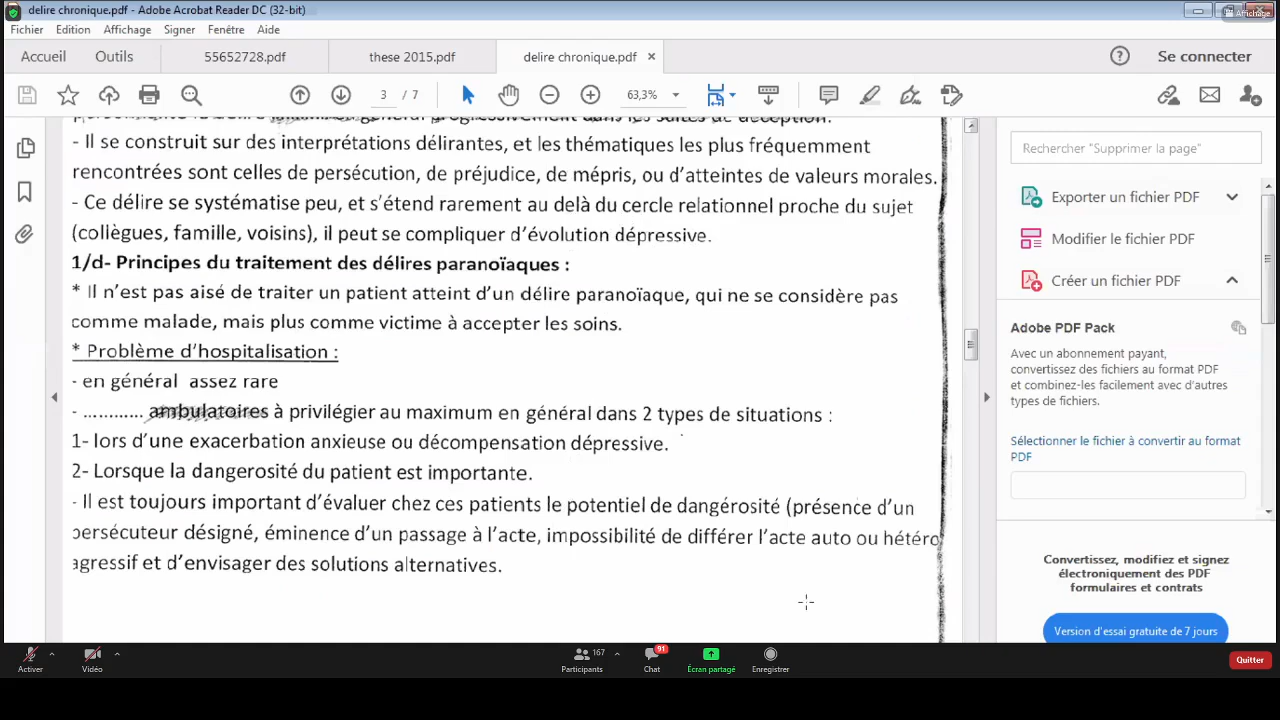 delire chronique.pdf - Adobe Acrobat Reader DC (32-bit)
Affichage
Fichier Edition Affichage Signer Fenêtre Aide
Accueil Outils 55652728.pdf these 2015.pdf delire chronique.pdf × Se connecter
3 / 7 63,3%
- Il se construit sur des interprétations délirantes, et les thématiques les plus fréquemment
rencontrées sont celles de persécution, de préjudice, de mépris, ou d'atteintes de valeurs morales.
- Ce délire se systématise peu, et s'étend rarement au delà du cercle relationnel proche du sujet
(collègues, famille, voisins), il peut se compliquer d'évolution dépressive.
1/d- Principes du traitement des délires paranoïaques :
* Il n'est pas aisé de traiter un patient atteint d'un délire paranoïaque, qui ne se considère pas
comme malade, mais plus comme victime à accepter les soins.
* Problème d'hospitalisation :
- en général assez rare
- ........... ambulatoires à privilégier au maximum en général dans 2 types de situations :
1- lors d'une exacerbation anxieuse ou décompensation dépressive.
2- Lorsque la dangerosité du patient est importante.
- Il est toujours important d'évaluer chez ces patients le potentiel de dangérosité (présence d'un
persécuteur désigné, éminence d'un passage à l'acte, impossibilité de différer l'acte auto ou hétéro
agressif et d'envisager des solutions alternatives.
Rechercher "Supprimer la page"
Exporter un fichier PDF
Modifier le fichier PDF
Créer un fichier PDF
Adobe PDF Pack
Avec un abonnement payant,
convertissez des fichiers au format PDF
et combinez-les facilement avec d'autres
types de fichiers.
Sélectionner le fichier à convertir au format
PDF
Convertissez, modifiez et signez
électroniquement des PDF
formulaires et contrats
Version d'essai gratuite de 7 jours
Activer Vidéo Participants 167 Chat 91 Écran partagé Enregistrer Quitter